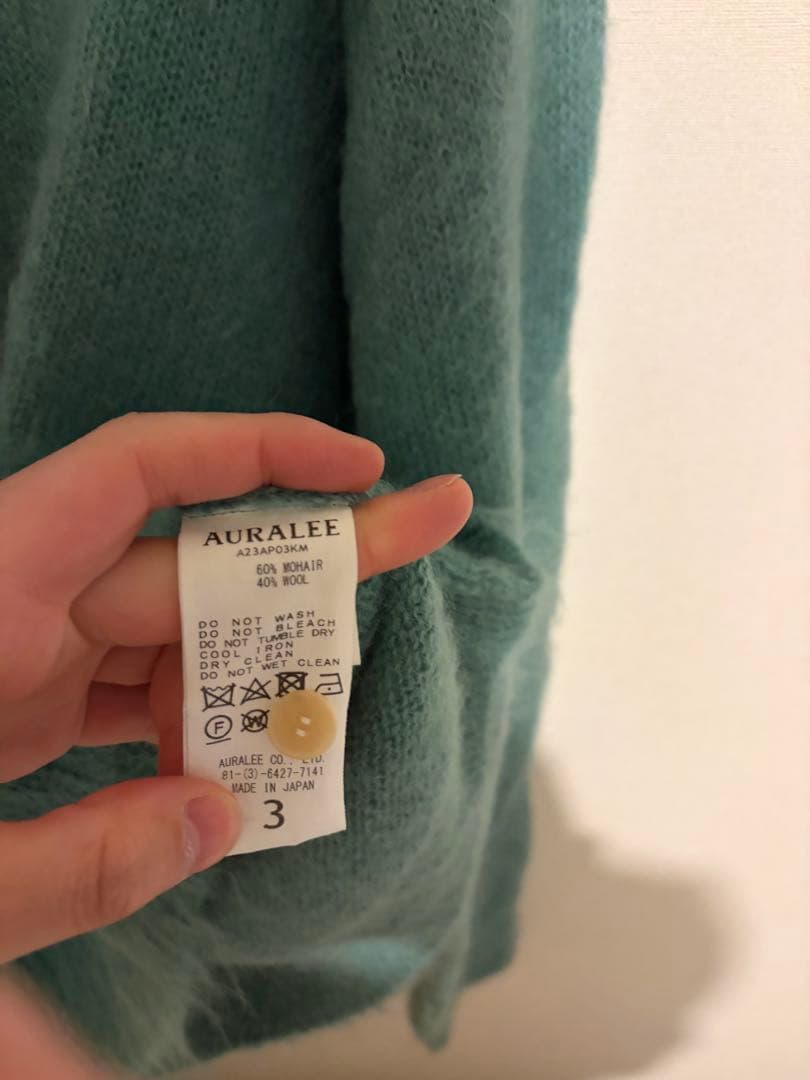 AURALEE
A23AP03KM
60% MOHAIR
40% WOOL
DO NOT WASH
DO NOT BLEACH
DO NOT TUMBLE DRY
COOL IRON
DRY CLEAN
DO NOT WET CLEAN
F
W
AURALEE CO., LTD.
81-(3)-6427-7141
MADE IN JAPAN
3